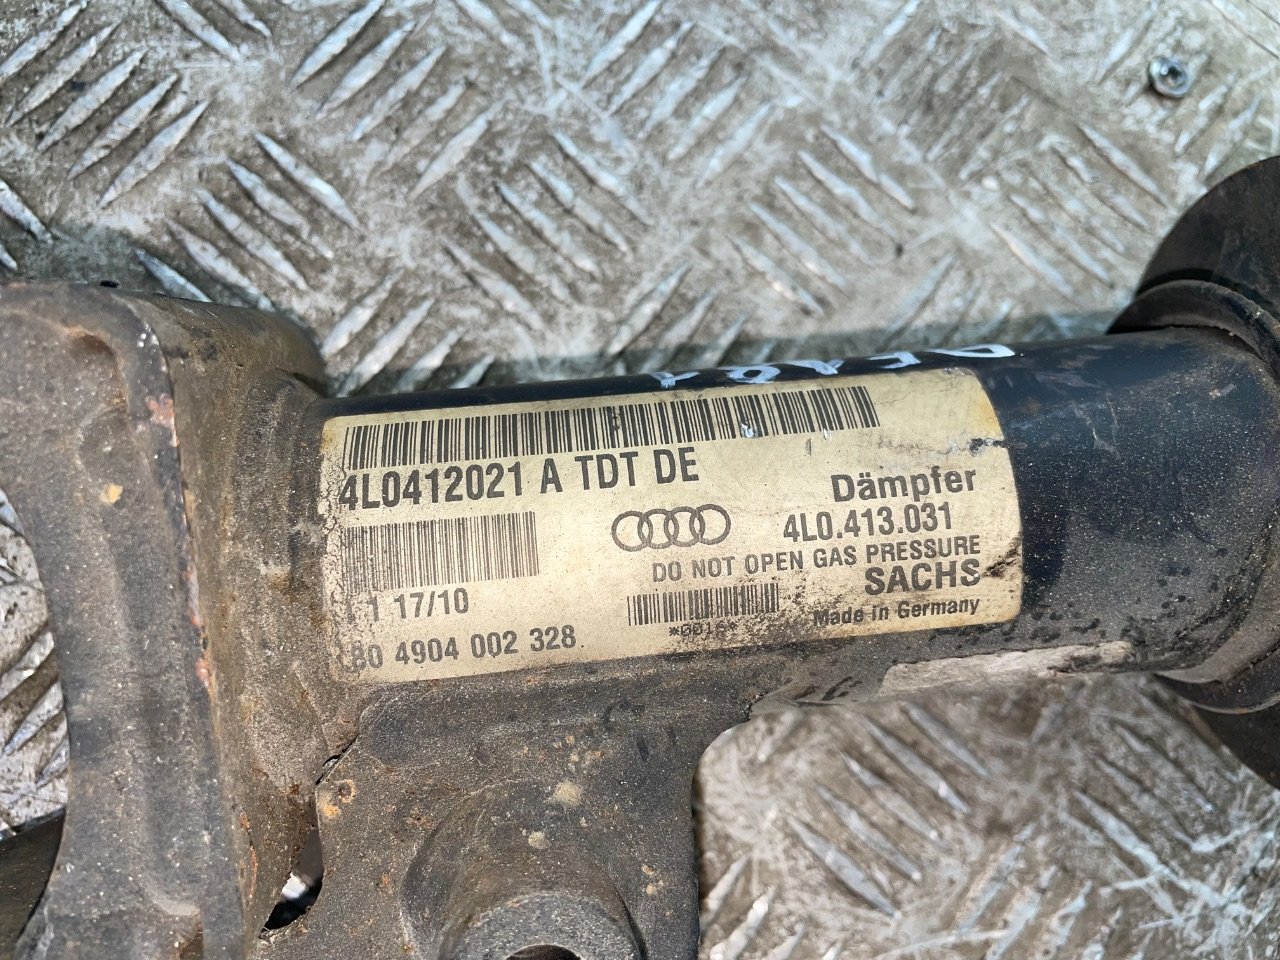 4L0412021 A TDT DE
Dämpfer
4L0.413.031
DO NOT OPEN GAS PRESSURE
SACHS
Made in Germany
1 17/10
4904 002 328